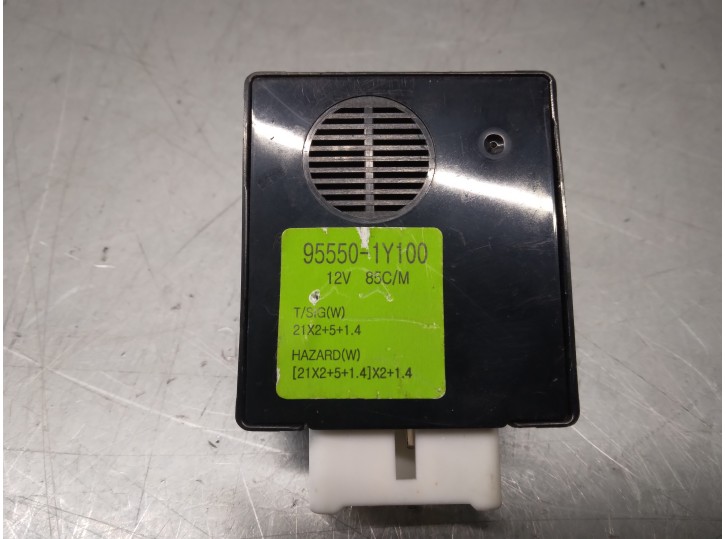 95550-1Y100
12V 85C/M
T/SIG(W)
21X2+5+1.4
HAZARD(W)
[21X2+5+1.4]X2+1.4